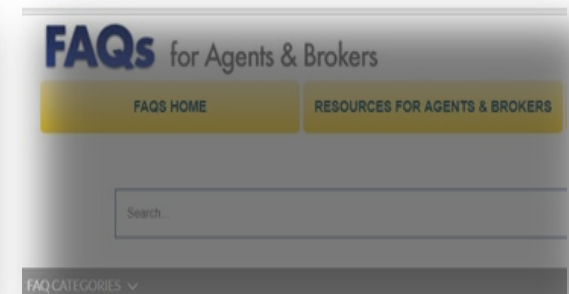 FAQs for Agents & Brokers
FAQS HOME RESOURCES FOR AGENTS & BROKERS
Search...
FAQ CATEGORIES